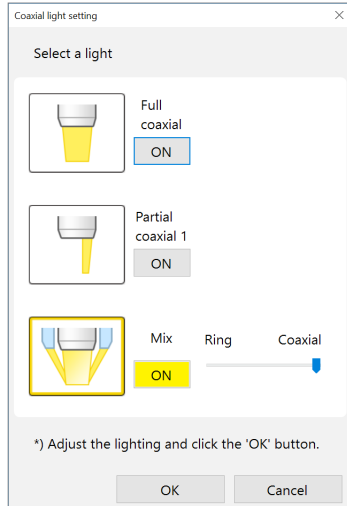 Coaxial light setting
Select a light
Full
coaxial
ON
Partial
coaxial 1
ON
Mix
Ring
Coaxial
ON
*) Adjust the lighting and click the 'OK' button.
OK
Cancel